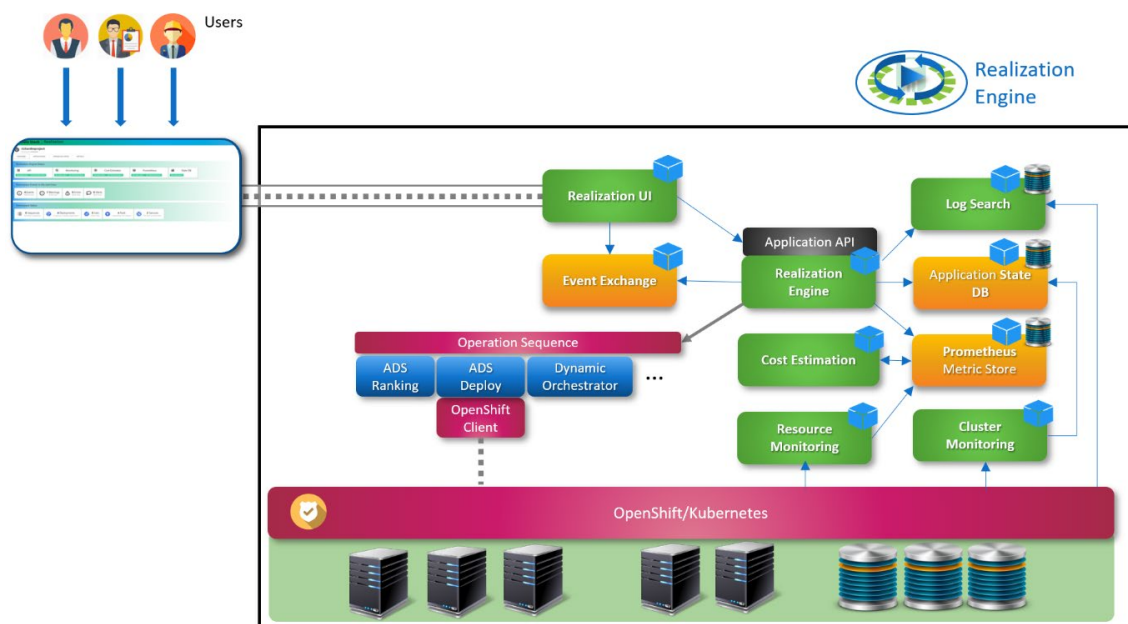 Users
Realization
Engine
Realization UI
Log Search
Application API
Event Exchange
Realization
Engine
Application State
DB
Operation Sequence
Cost Estimation
Prometheus
Metric Store
ADS
Ranking
ADS
Deploy
Dynamic
Orchestrator
...
OpenShift
Client
Resource
Monitoring
Cluster
Monitoring
OpenShift/Kubernetes